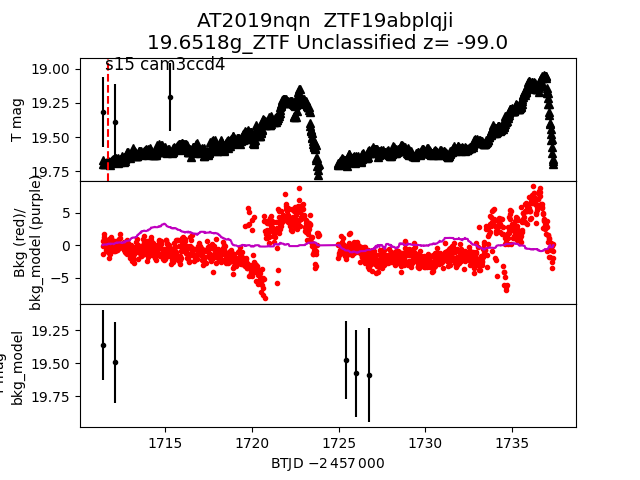 AT2019nqn ZTF19abplqji
19.6518g_ZTF Unclassified z= -99.0
s15 cam3ccd4
19.00
19.25
19.50
19.75
T mag
5
0
−5
Bkg (red)/
bkg_model (purple)
19.25
19.50
19.75
mag
bkg_model
1715
1720
1725
1730
1735
BTJD −2 457 000